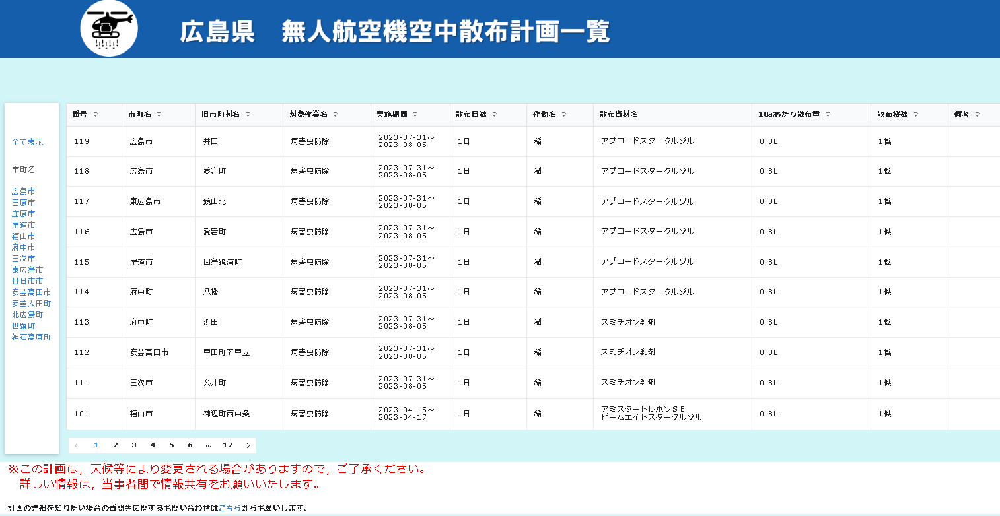 広島県　無人航空機空中散布計画一覧
全て表示
市町名
広島市
三原市
庄原市
尾道市
福山市
府中市
三次市
東広島市
廿日市市
安芸高田市
安芸太田町
北広島町
世羅町
神石高原町
番号 市町名 旧市町村名 対象作業名 実施期間 散布日数 作物名 散布資材名 10aあたり散布量 散布機数 備考
119 広島市 井口 病害虫防除 2023-07-31～ 1日 稲 アプロードスタークルゾル 0.8L 1機
2023-08-05
118 広島市 愛宕町 病害虫防除 2023-07-31～ 1日 稲 アプロードスタークルゾル 0.8L 1機
2023-08-05
117 東広島市 鏡山北 病害虫防除 2023-07-31～ 1日 稲 アプロードスタークルゾル 0.8L 1機
2023-08-05
116 広島市 愛宕町 病害虫防除 2023-07-31～ 1日 稲 アプロードスタークルゾル 0.8L 1機
2023-08-05
115 尾道市 因島鏡浦町 病害虫防除 2023-07-31～ 1日 稲 アプロードスタークルゾル 0.8L 1機
2023-08-05
114 府中町 八幡 病害虫防除 2023-07-31～ 1日 稲 アプロードスタークルゾル 0.8L 1機
2023-08-05
113 府中町 浜田 病害虫防除 2023-07-31～ 1日 稲 スミチオン乳剤 0.8L 1機
2023-08-05
112 安芸高田市 甲田町下甲立 病害虫防除 2023-07-31～ 1日 稲 スミチオン乳剤 0.8L 1機
2023-08-05
111 三次市 糸井町 病害虫防除 2023-07-31～ 1日 稲 スミチオン乳剤 0.8L 1機
2023-08-05
101 福山市 神辺町西中条 病害虫防除 2023-04-15～ 1日 稲 アミスタートレボンＳＥ 0.8L 1機
2023-04-17 ビームエイトスタークルゾル
‹ 1 2 3 4 5 6 … 12 ›
※この計画は，天候等により変更される場合がありますので，ご了承ください。
詳しい情報は，当事者間で情報共有をお願いいたします。
計画の詳細を知りたい場合の質問先に関するお問い合わせはこちらからお願いします。